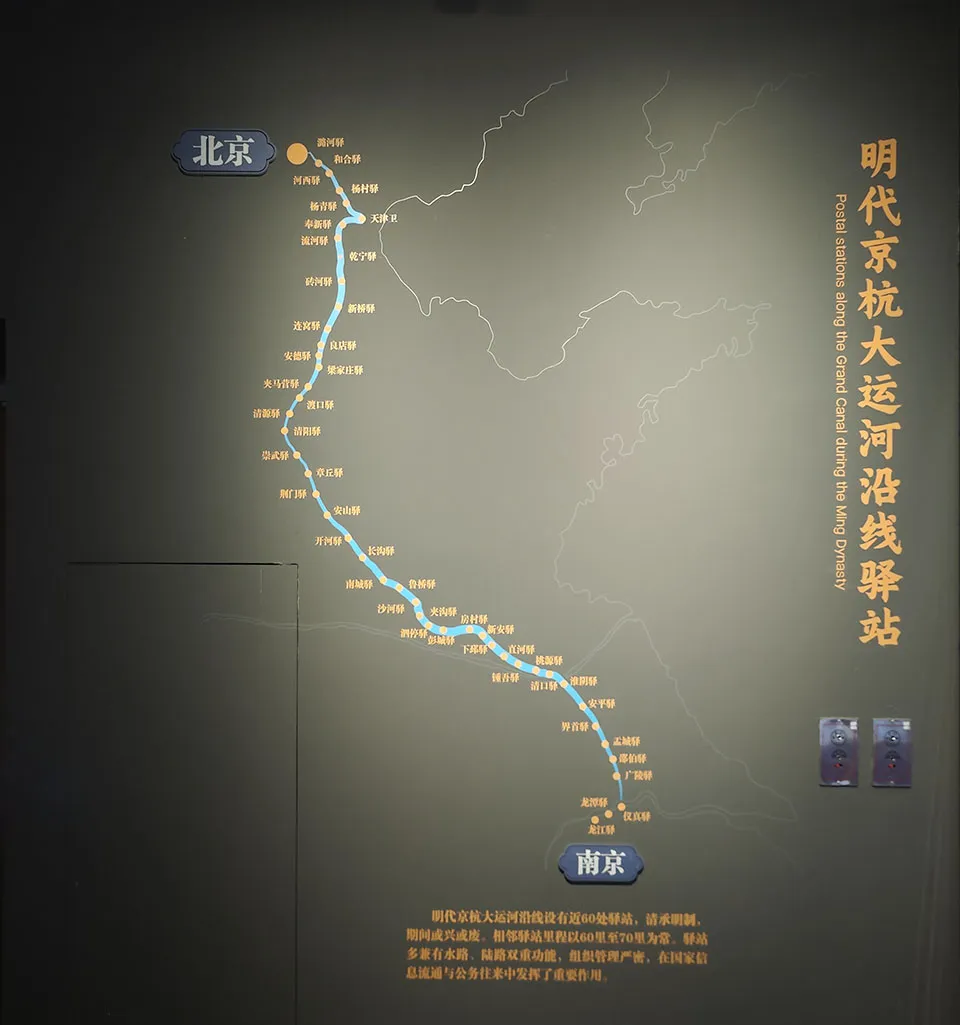 明代京杭大运河沿线驿站
Postal stations along the Grand Canal during the Ming Dynasty
北京
潞河驿
和合驿
河西驿
杨村驿
杨青驿
天津卫
奉新驿
流河驿
乾宁驿
砖河驿
新桥驿
连窝驿
良店驿
安德驿
梁家庄驿
夹马营驿
渡口驿
清源驿
清阳驿
崇武驿
章丘驿
荆门驿
安山驿
开河驿
长沟驿
南城驿
鲁桥驿
沙河驿
夹沟驿
泗停驿
彭城驿
房村驿
新安驿
下邳驿
直河驿
钟吾驿
桃源驿
清口驿
淮阴驿
安平驿
界首驿
孟城驿
邵伯驿
广陵驿
仪真驿
龙潭驿
龙江驿
南京
明代京杭大运河沿线设有近60处驿站，清承明制，
期间或兴或废。相邻驿站里程以60里至70里为常。驿站
多兼有水路、陆路双重功能，组织管理严密，在国家信
息流通与公务往来中发挥了重要作用。